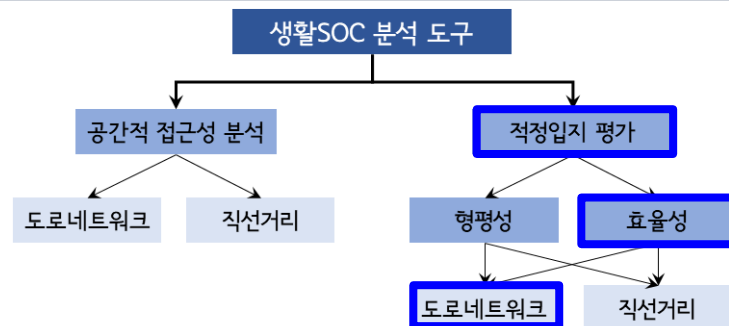 생활SOC 분석 도구
공간적 접근성 분석
적정입지 평가
도로네트워크
직선거리
형평성
효율성
도로네트워크
직선거리